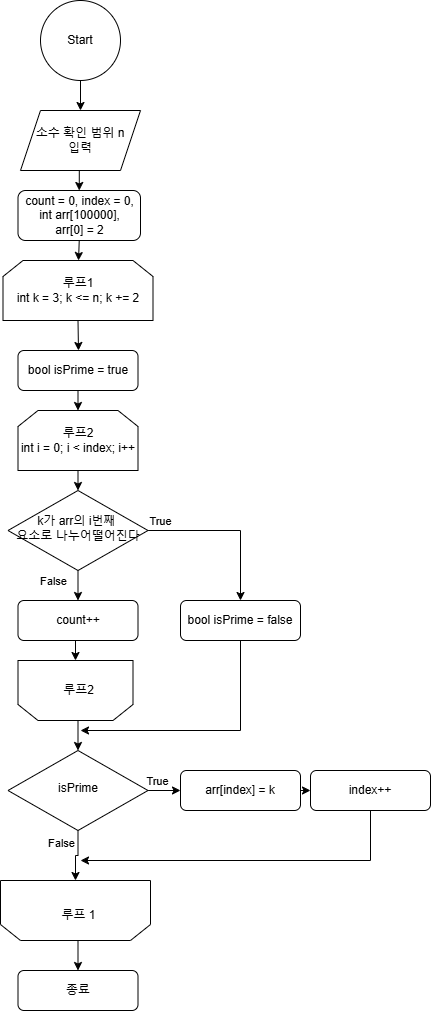 Start
소수 확인 범위 n
입력
count = 0, index = 0,
int arr[100000],
arr[0] = 2
루프1
int k = 3; k <= n; k += 2
bool isPrime = true
루프2
int i = 0; i < index; i++
k가 arr의 i번째
요소로 나누어떨어진다
True
False
count++
bool isPrime = false
루프2
isPrime
True
arr[index] = k
index++
False
루프 1
종료